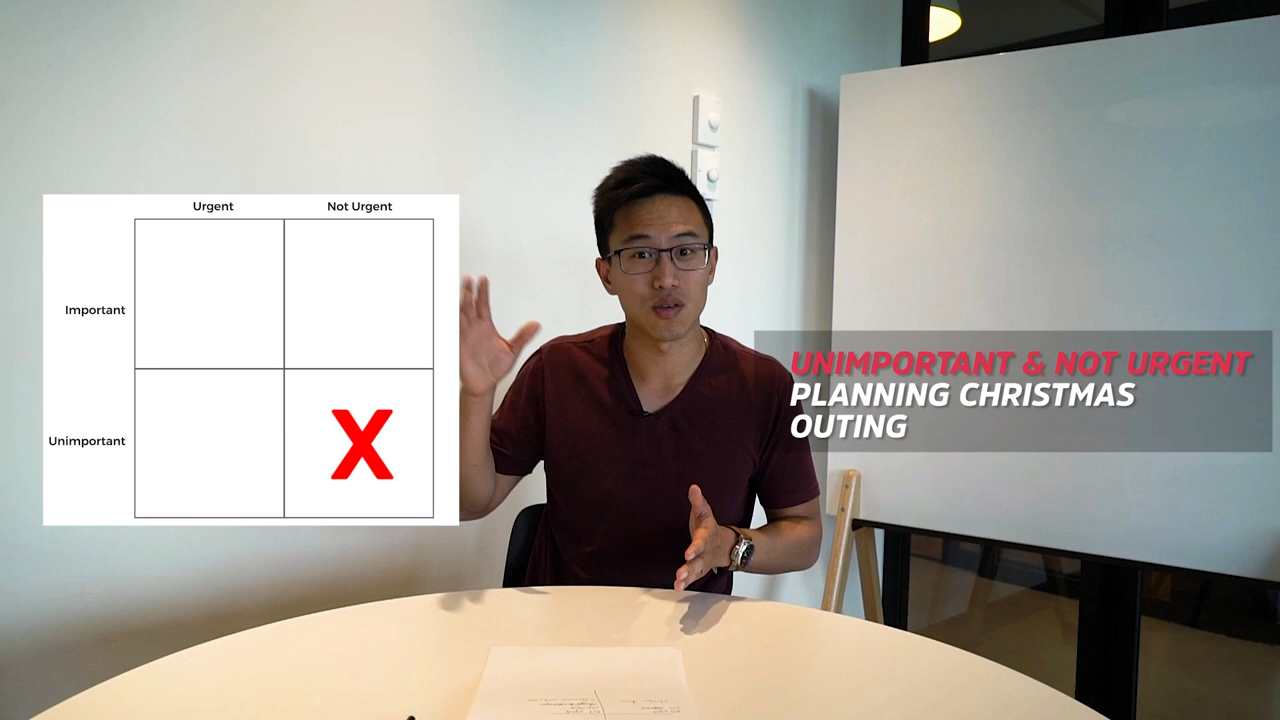 Urgent
Not Urgent
Important
Unimportant
X
UNIMPORTANT & NOT URGENT
PLANNING CHRISTMAS
OUTING